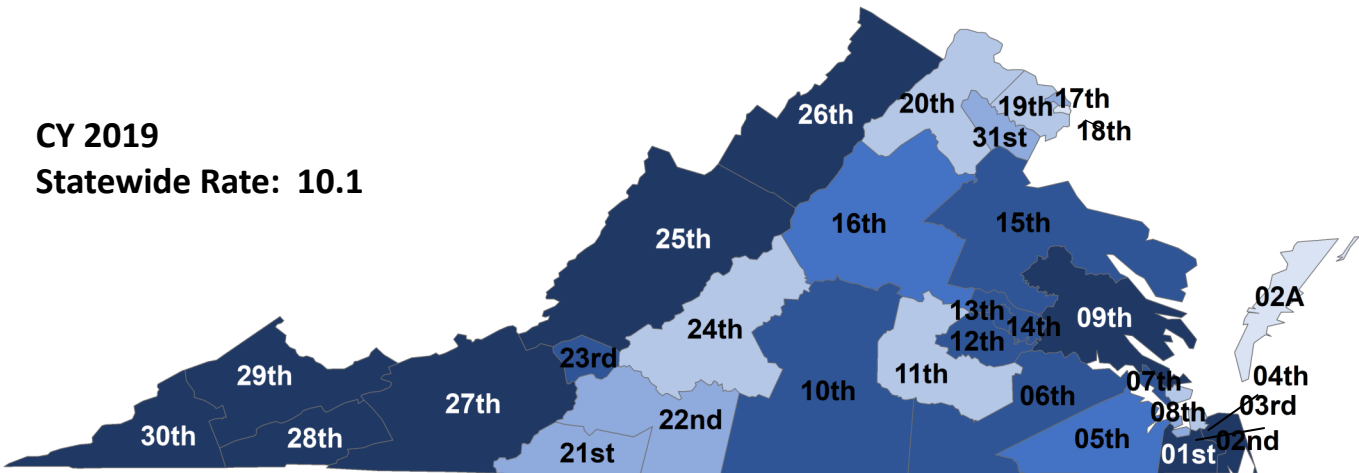 CY 2019
Statewide Rate: 10.1
26th
20th
19th
17th
18th
31st
25th
16th
15th
02A
24th
13th
14th
12th
09th
23rd
29th
27th
10th
11th
06th
07th
04th
03rd
08th
22nd
30th
28th
21st
05th
01st
02nd